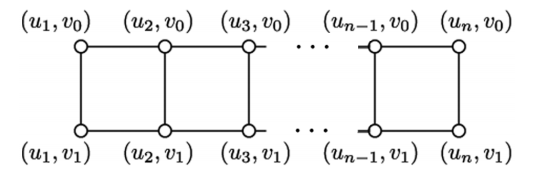 (u₁, v₀) (u₂, v₀) (u₃, v₀) (uₙ₋₁, v₀) (uₙ, v₀)
· · ·
· · ·
(u₁, v₁) (u₂, v₁) (u₃, v₁) (uₙ₋₁, v₁) (uₙ, v₁)